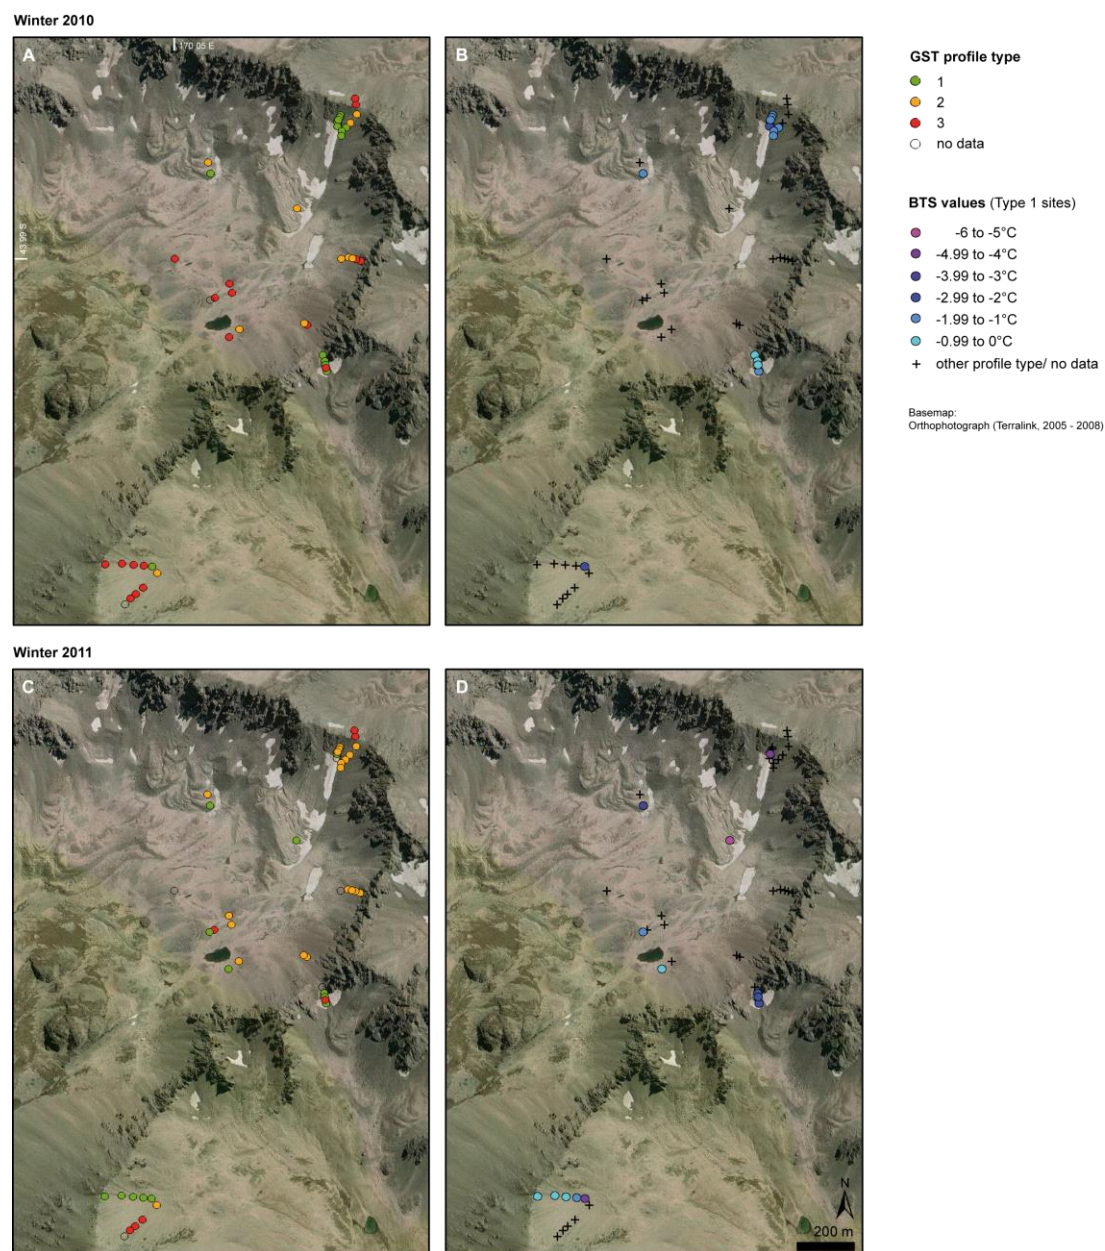 Winter 2010
A
170 05 E
43 99 S
B
GST profile type
1
2
3
no data
BTS values (Type 1 sites)
-6 to -5°C
-4.99 to -4°C
-3.99 to -3°C
-2.99 to -2°C
-1.99 to -1°C
-0.99 to 0°C
other profile type/ no data
Basemap:
Orthophotograph (Terralink, 2005 - 2008)
Winter 2011
C
D
N
200 m